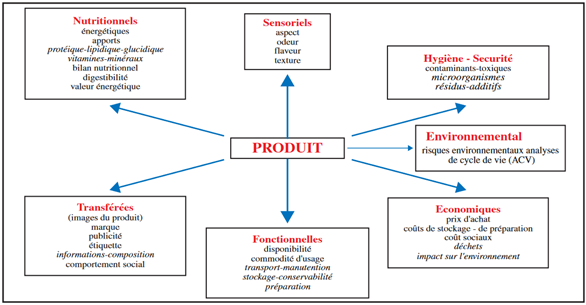 Nutritionnels
énergétiques
apports
protéique-lipidique-glucidique
vitamines-minéraux
bilan nutritionnel
digestibilité
valeur énergétique
Sensoriels
aspect
odeur
flaveur
texture
Hygiène - Securité
contaminants-toxiques
microorganismes
résidus-additifs
PRODUIT
Environnemental
risques environnementaux analyses
de cycle de vie (ACV)
Transférées
(images du produit)
marque
publicité
étiquette
informations-composition
comportement social
Fonctionnelles
disponibilité
commodité d'usage
transport-manutention
stockage-conservabilité
préparation
Economiques
prix d'achat
coûts de stockage - de préparation
coût sociaux
déchets
impact sur l'environnement